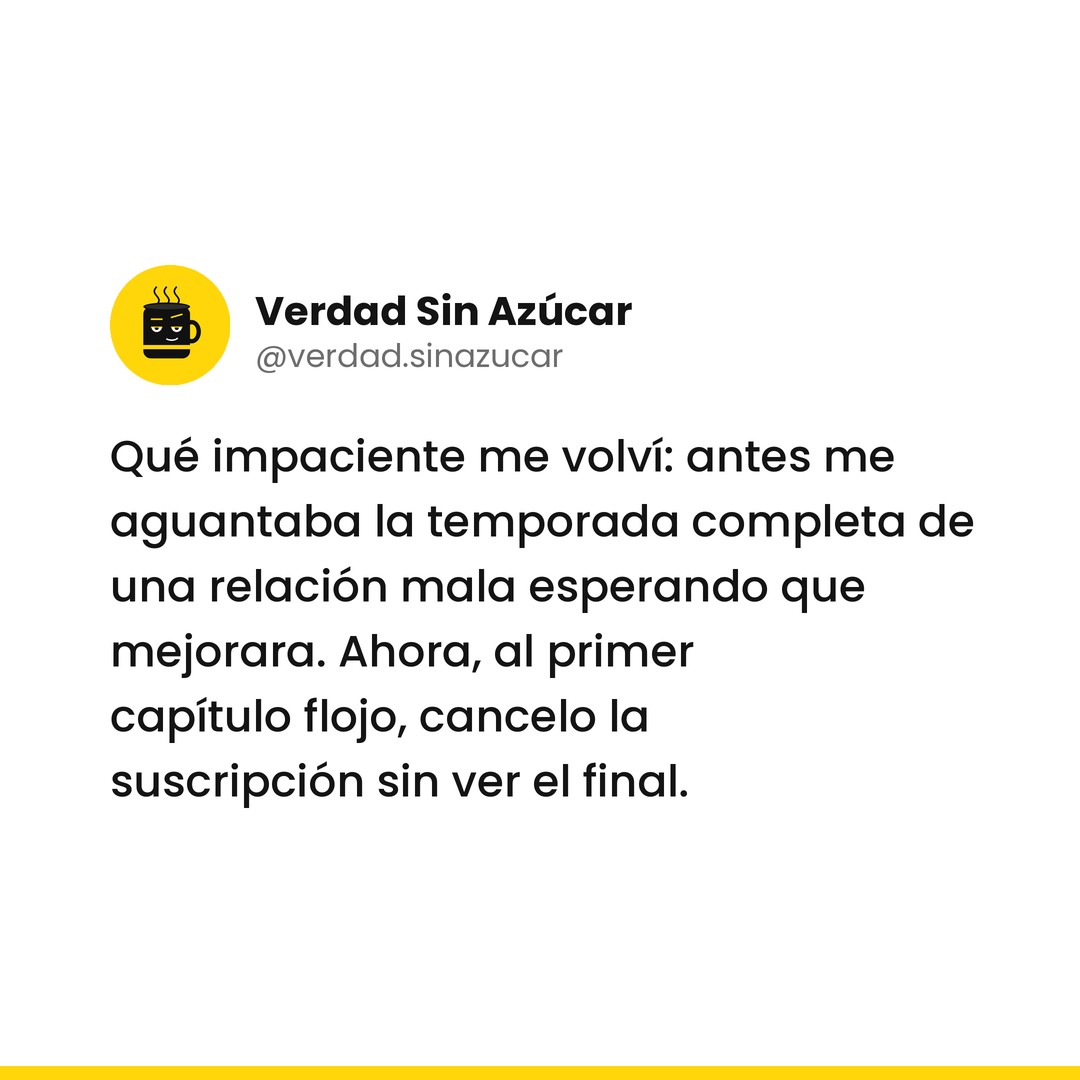 Verdad Sin Azúcar
@verdad.sinazucar
Qué impaciente me volví: antes me
aguantaba la temporada completa de
una relación mala esperando que
mejorara. Ahora, al primer
capítulo flojo, cancelo la
suscripción sin ver el final.